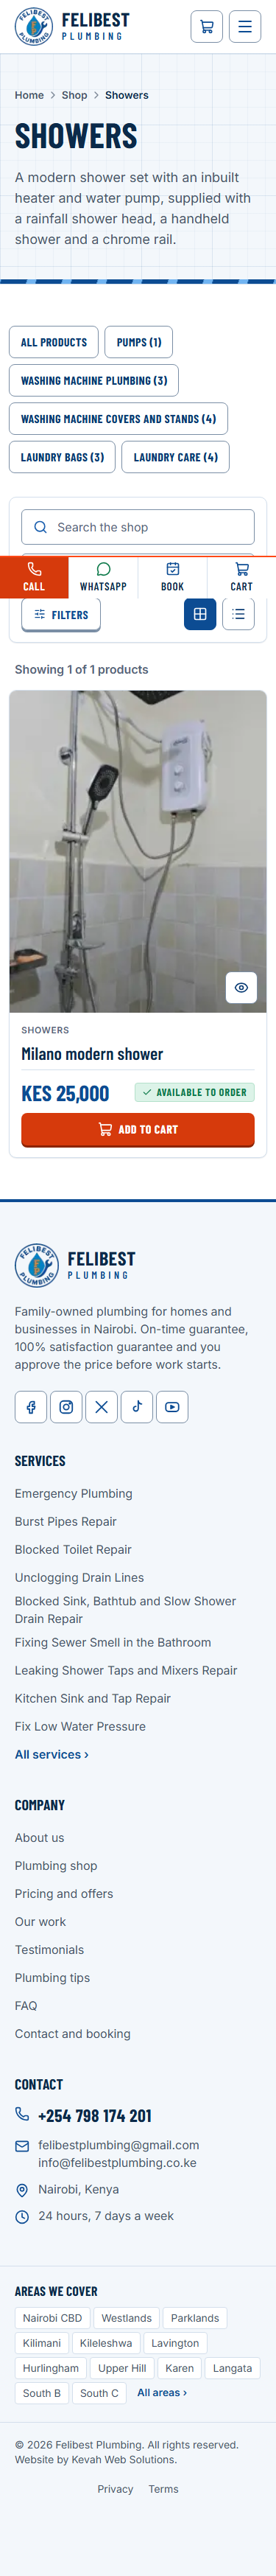 FELIBEST
PLUMBING
Home > Shop > Showers
SHOWERS
A modern shower set with an inbuilt
heater and water pump, supplied with
a rainfall shower head, a handheld
shower and a chrome rail.
ALL PRODUCTS
PUMPS (1)
WASHING MACHINE PLUMBING (3)
WASHING MACHINE COVERS AND STANDS (4)
LAUNDRY BAGS (3)
LAUNDRY CARE (4)
Search the shop
CALL
WHATSAPP
BOOK
CART
FILTERS
Showing 1 of 1 products
SHOWERS
Milano modern shower
KES 25,000
AVAILABLE TO ORDER
ADD TO CART
FELIBEST
PLUMBING
Family-owned plumbing for homes and
businesses in Nairobi. On-time guarantee,
100% satisfaction guarantee and you
approve the price before work starts.
SERVICES
Emergency Plumbing
Burst Pipes Repair
Blocked Toilet Repair
Unclogging Drain Lines
Blocked Sink, Bathtub and Slow Shower
Drain Repair
Fixing Sewer Smell in the Bathroom
Leaking Shower Taps and Mixers Repair
Kitchen Sink and Tap Repair
Fix Low Water Pressure
All services ›
COMPANY
About us
Plumbing shop
Pricing and offers
Our work
Testimonials
Plumbing tips
FAQ
Contact and booking
CONTACT
+254 798 174 201
felibestplumbing@gmail.com
info@felibestplumbing.co.ke
Nairobi, Kenya
24 hours, 7 days a week
AREAS WE COVER
Nairobi CBD
Westlands
Parklands
Kilimani
Kileleshwa
Lavington
Hurlingham
Upper Hill
Karen
Langata
South B
South C
All areas ›
© 2026 Felibest Plumbing. All rights reserved.
Website by Kevah Web Solutions.
Privacy
Terms